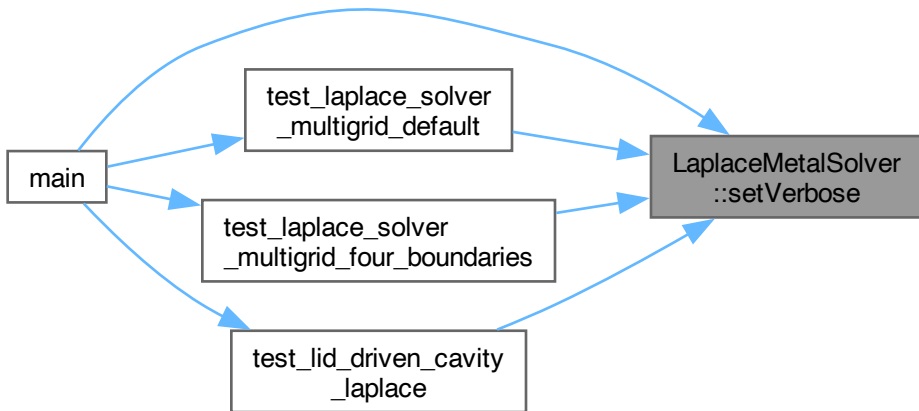 test_laplace_solver
_multigrid_default
main
LaplaceMetalSolver
::setVerbose
test_laplace_solver
_multigrid_four_boundaries
test_lid_driven_cavity
_laplace